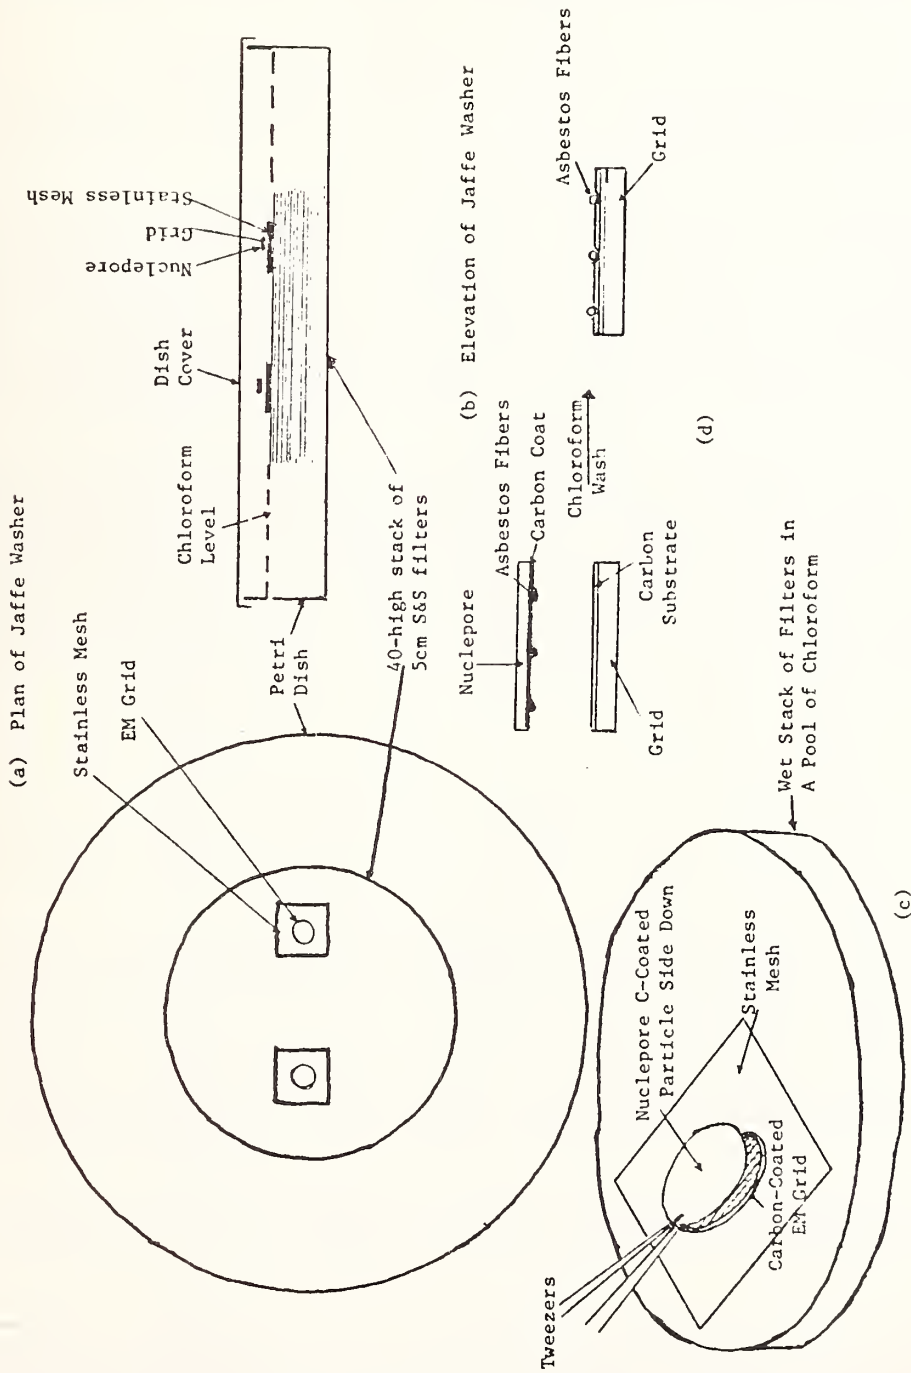 (a) Plan of Jaffe Washer
Stainless Mesh
EM Grid
Petri
Dish
40-high stack of
5cm S&S filters
Chloroform
Level
Dish
Cover
Nuclepore
Grid
Stainless Mesh
(b) Elevation of Jaffe Washer
Tweezers
Nuclepore C-Coated
Particle Side Down
Stainless
Mesh
Carbon-Coated
EM Grid
Wet Stack of Filters in
A Pool of Chloroform
(c)
Nuclepore
Asbestos Fibers
Carbon Coat
Grid
Carbon
Substrate
Chloroform
Wash
Asbestos Fibers
Grid
(d)